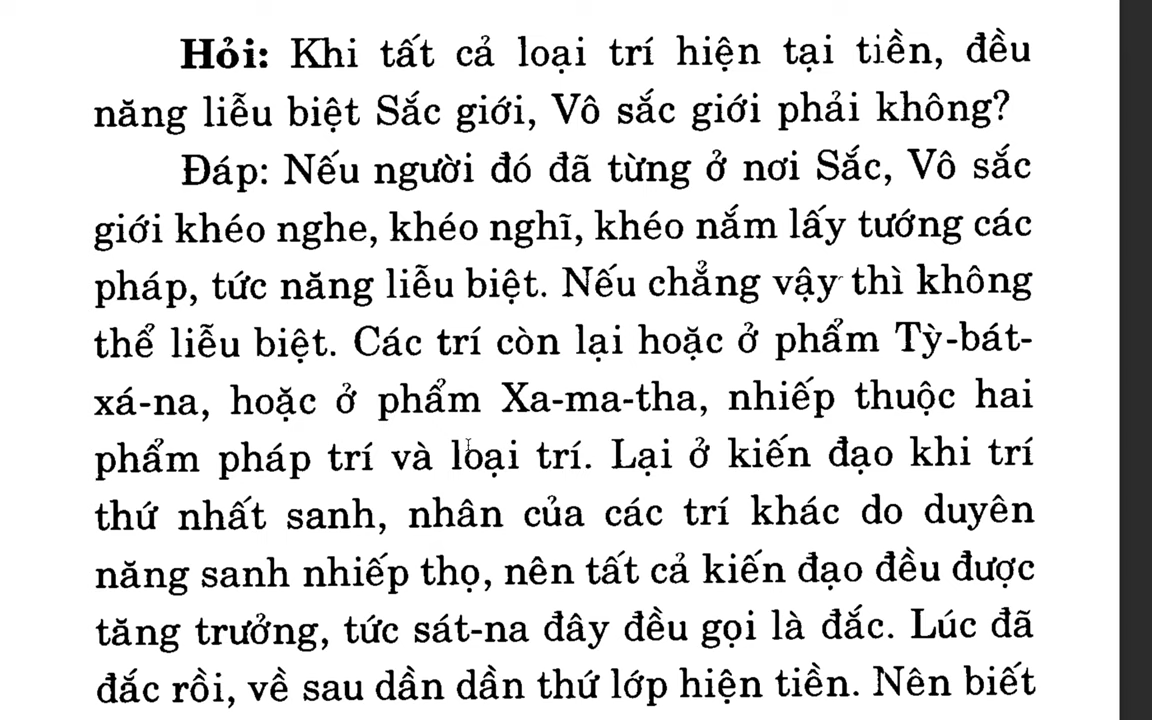 Hỏi: Khi tất cả loại trí hiện tại tiền, đều
năng liễu biệt Sắc giới, Vô sắc giới phải không?
Đáp: Nếu người đó đã từng ở nơi Sắc, Vô sắc
giới khéo nghe, khéo nghĩ, khéo nắm lấy tướng các
pháp, tức năng liễu biệt. Nếu chẳng vậy thì không
thể liễu biệt. Các trí còn lại hoặc ở phẩm Tỳ-bát-
xá-na, hoặc ở phẩm Xa-ma-tha, nhiếp thuộc hai
phẩm pháp trí và loại trí. Lại ở kiến đạo khi trí
thứ nhất sanh, nhân của các trí khác do duyên
năng sanh nhiếp thọ, nên tất cả kiến đạo đều được
tăng trưởng, tức sát-na đây đều gọi là đắc. Lúc đã
đắc rồi, về sau dần dần thứ lớp hiện tiền. Nên biết